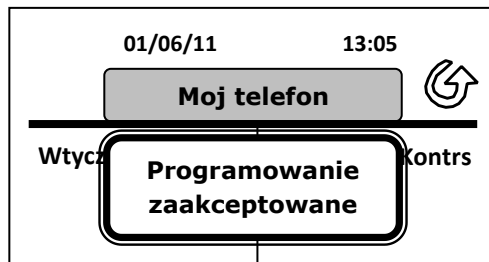 01/06/11 13:05
Moj telefon
Wtycz Kontrs
Programowanie
zaakceptowane